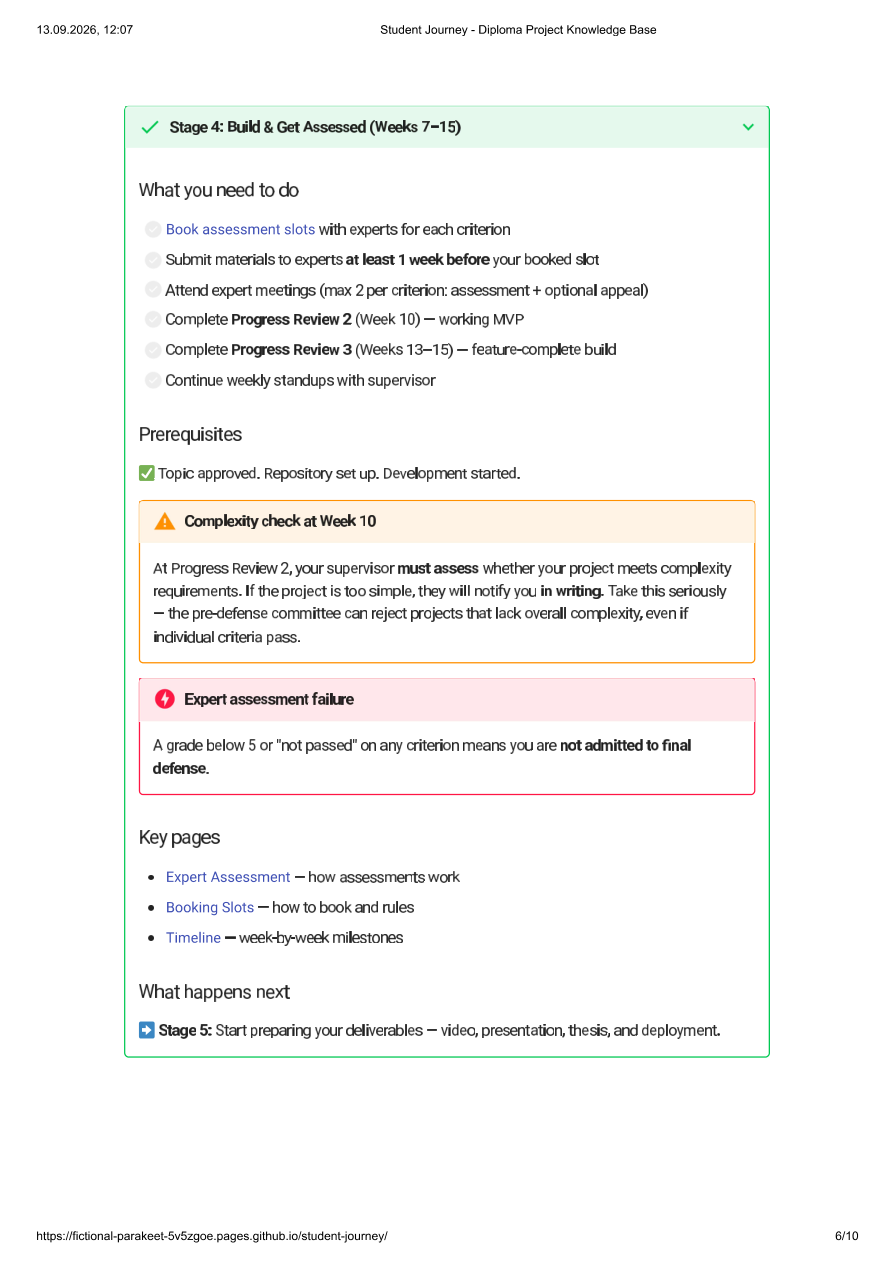 13.09.2026, 12:07
Student Journey - Diploma Project Knowledge Base
Stage 4: Build & Get Assessed (Weeks 7–15)
What you need to do
Book assessment slots with experts for each criterion
Submit materials to experts at least 1 week before your booked slot
Attend expert meetings (max 2 per criterion: assessment + optional appeal)
Complete Progress Review 2 (Week 10) — working MVP
Complete Progress Review 3 (Weeks 13–15) — feature-complete build
Continue weekly standups with supervisor
Prerequisites
✅ Topic approved. Repository set up. Development started.
Complexity check at Week 10
At Progress Review 2, your supervisor must assess whether your project meets complexity
requirements. If the project is too simple, they will notify you in writing. Take this seriously
— the pre-defense committee can reject projects that lack overall complexity, even if
individual criteria pass.
Expert assessment failure
A grade below 5 or "not passed" on any criterion means you are not admitted to final
defense.
Key pages
• Expert Assessment — how assessments work
• Booking Slots — how to book and rules
• Timeline — week-by-week milestones
What happens next
➡️ Stage 5: Start preparing your deliverables — video, presentation, thesis, and deployment.
https://fictional-parakeet-5v5zgoe.pages.github.io/student-journey/
6/10